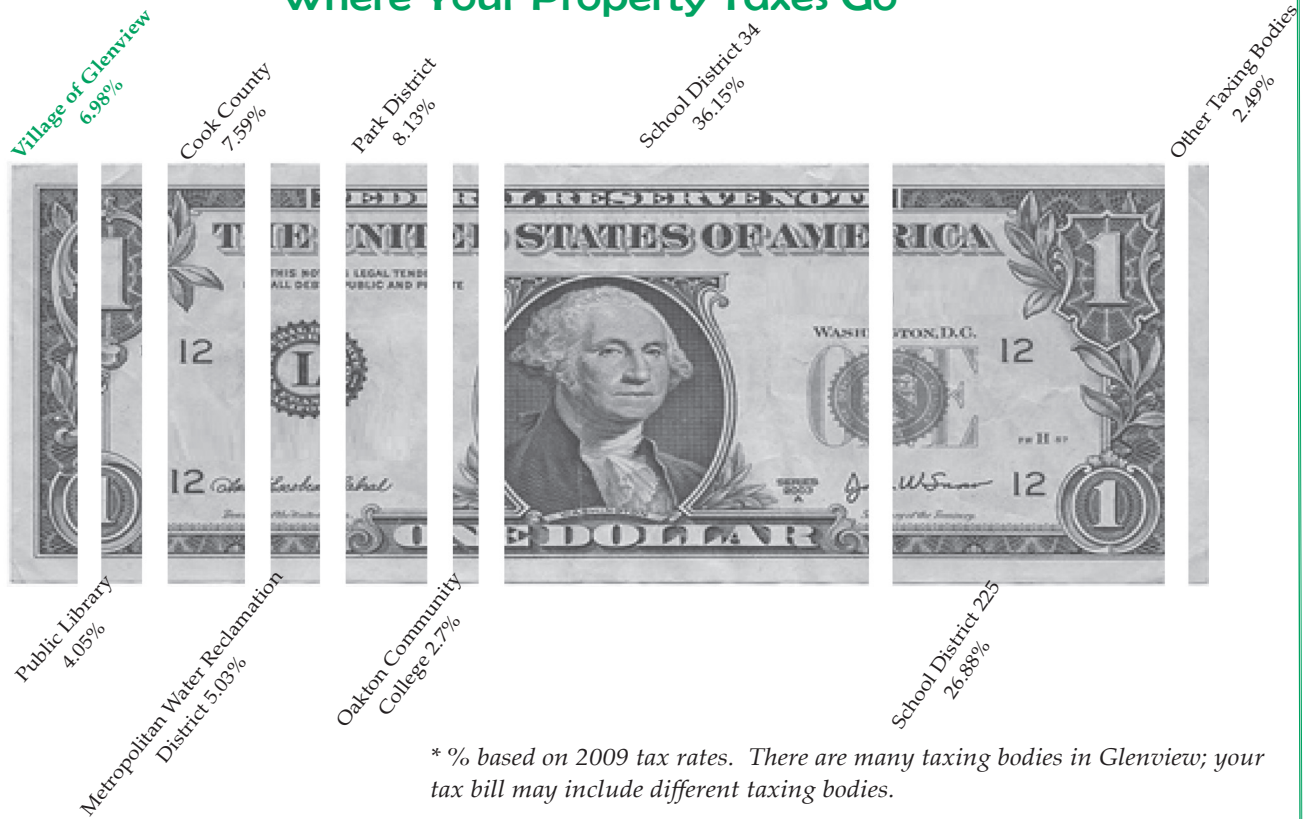 Where Your Property Taxes Go
Village of Glenview
6.98%
Cook County
7.59%
Park District
8.13%
School District 34
36.15%
Other Taxing Bodies
2.49%
FEDERAL RESERVE NOTE
THE UNITED STATES OF AMERICA
THIS NOTE IS LEGAL TENDER
ALL DEBTS PUBLIC AND PRIVATE
1
1
WASHINGTON, D.C.
12
12
L
ONE
H
12
12
SERIES
2003
A
WASHINGTON
1
1
ONE DOLLAR
Public Library
4.05%
Metropolitan Water Reclamation
District 5.03%
Oakton Community
College 2.7%
School District 225
26.88%
* % based on 2009 tax rates. There are many taxing bodies in Glenview; your
tax bill may include different taxing bodies.